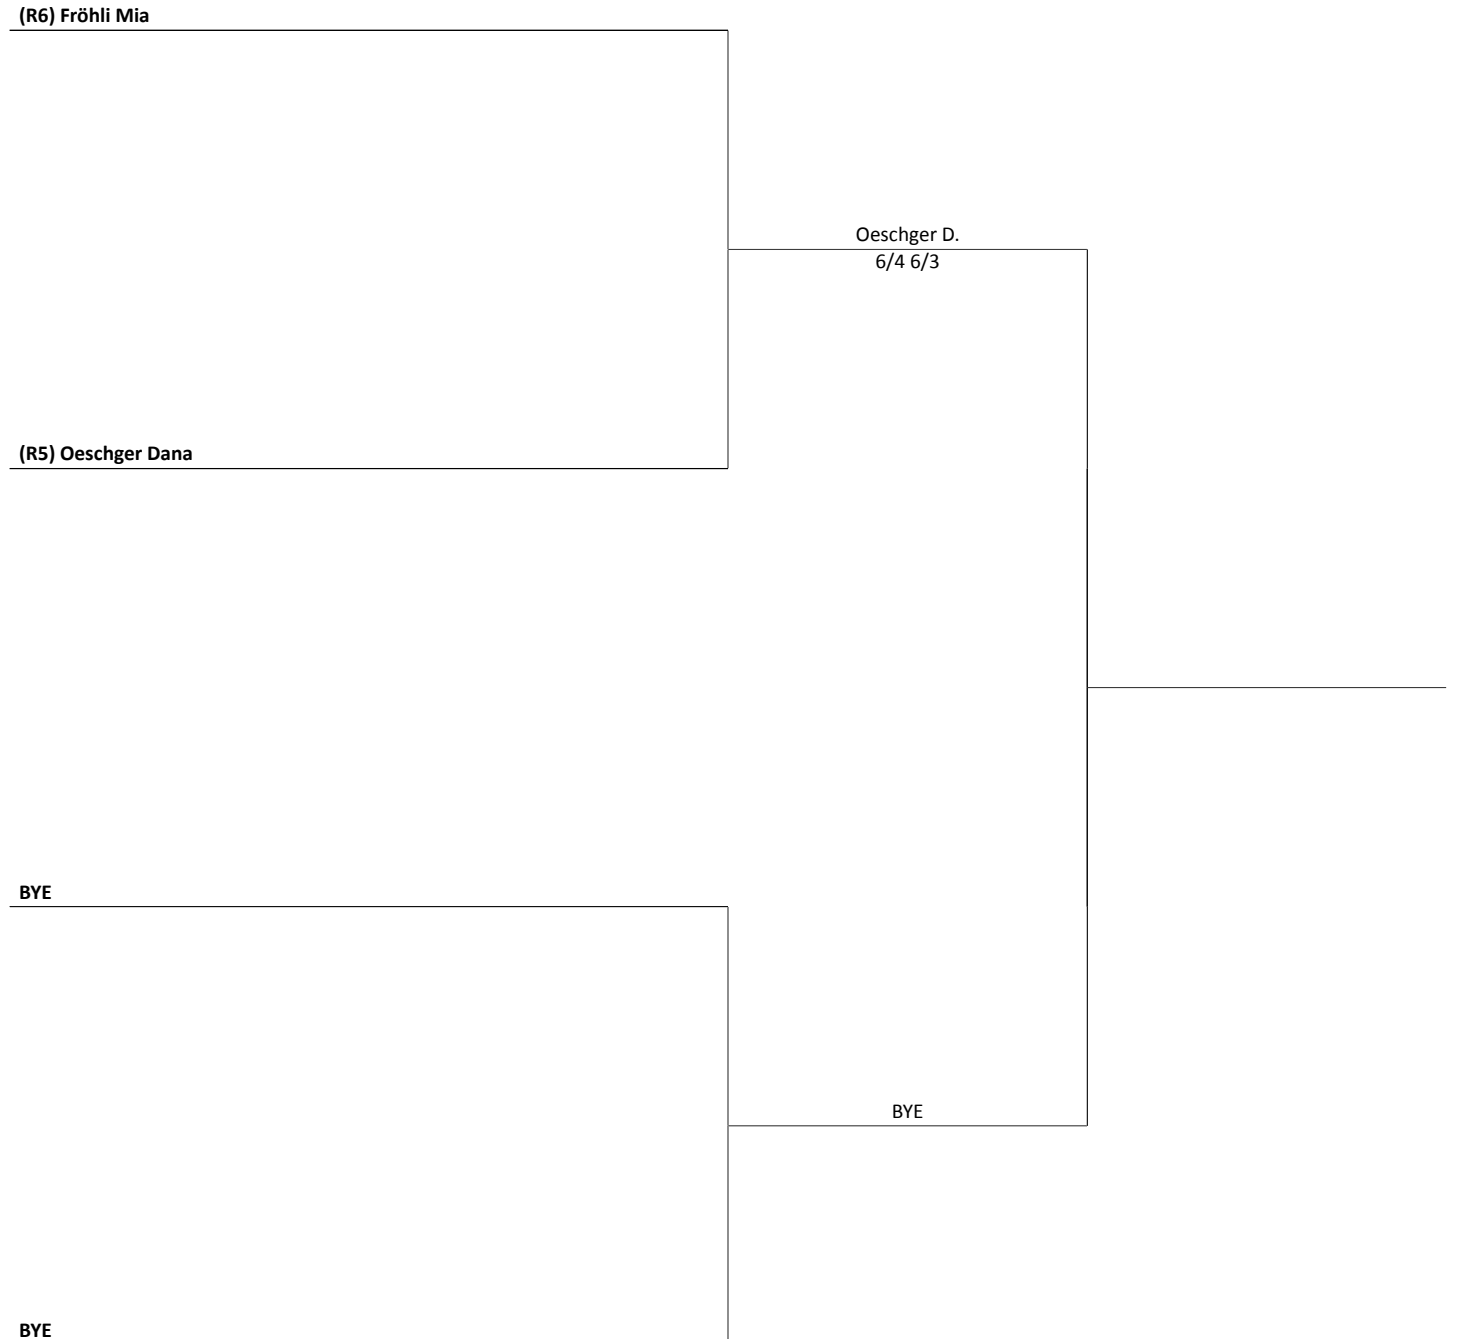 (R6) Fröhli Mia
Oeschger D.
6/4 6/3
(R5) Oeschger Dana
BYE
BYE
BYE